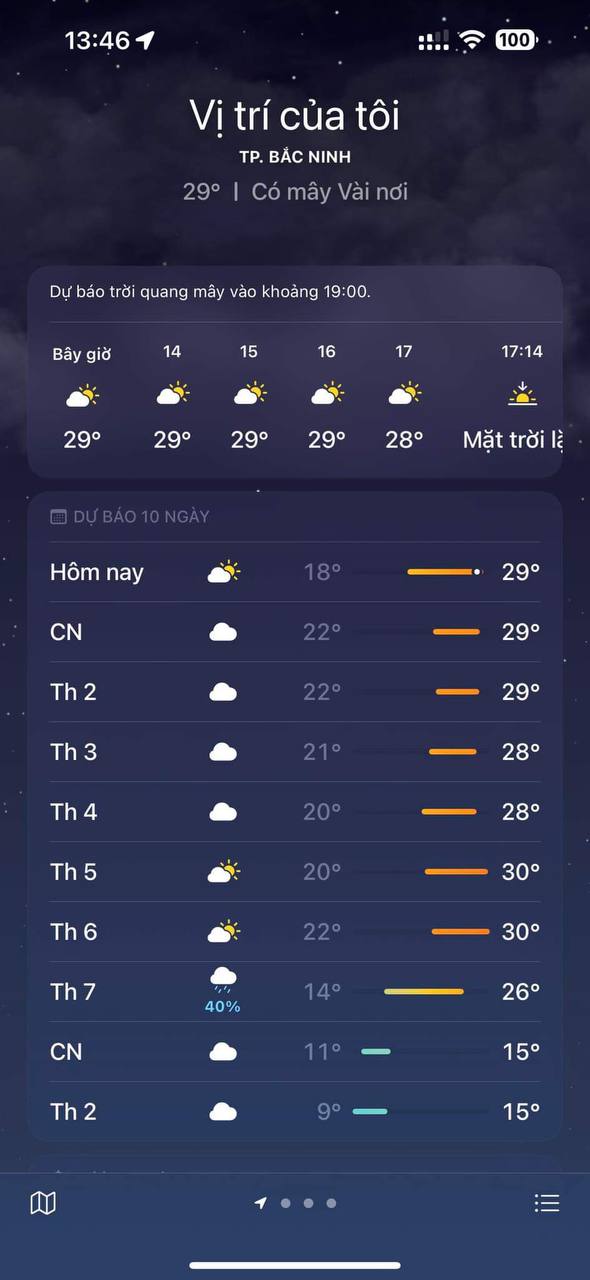 13:46
100
Vị trí của tôi
TP. BẮC NINH
29° | Có mây Vài nơi
Dự báo trời quang mây vào khoảng 19:00.
Bây giờ 14 15 16 17 17:14
29° 29° 29° 29° 28° Mặt trời
DỰ BÁO 10 NGÀY
Hôm nay 18° 29°
CN 22° 29°
Th 2 22° 29°
Th 3 21° 28°
Th 4 20° 28°
Th 5 20° 30°
Th 6 22° 30°
Th 7 40% 14° 26°
CN 11° 15°
Th 2 9° 15°